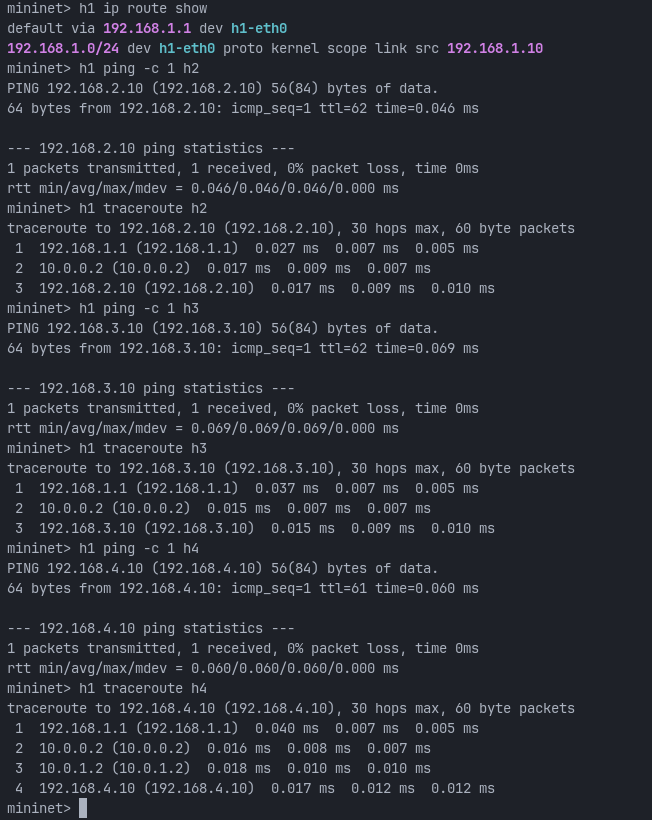 mininet> h1 ip route show
default via 192.168.1.1 dev h1-eth0
192.168.1.0/24 dev h1-eth0 proto kernel scope link src 192.168.1.10
mininet> h1 ping -c 1 h2
PING 192.168.2.10 (192.168.2.10) 56(84) bytes of data.
64 bytes from 192.168.2.10: icmp_seq=1 ttl=62 time=0.046 ms

--- 192.168.2.10 ping statistics ---
1 packets transmitted, 1 received, 0% packet loss, time 0ms
rtt min/avg/max/mdev = 0.046/0.046/0.046/0.000 ms
mininet> h1 traceroute h2
traceroute to 192.168.2.10 (192.168.2.10), 30 hops max, 60 byte packets
 1  192.168.1.1 (192.168.1.1)  0.027 ms  0.007 ms  0.005 ms
 2  10.0.0.2 (10.0.0.2)  0.017 ms  0.009 ms  0.007 ms
 3  192.168.2.10 (192.168.2.10)  0.017 ms  0.009 ms  0.010 ms
mininet> h1 ping -c 1 h3
PING 192.168.3.10 (192.168.3.10) 56(84) bytes of data.
64 bytes from 192.168.3.10: icmp_seq=1 ttl=62 time=0.069 ms

--- 192.168.3.10 ping statistics ---
1 packets transmitted, 1 received, 0% packet loss, time 0ms
rtt min/avg/max/mdev = 0.069/0.069/0.069/0.000 ms
mininet> h1 traceroute h3
traceroute to 192.168.3.10 (192.168.3.10), 30 hops max, 60 byte packets
 1  192.168.1.1 (192.168.1.1)  0.037 ms  0.007 ms  0.005 ms
 2  10.0.0.2 (10.0.0.2)  0.015 ms  0.007 ms  0.007 ms
 3  192.168.3.10 (192.168.3.10)  0.015 ms  0.009 ms  0.010 ms
mininet> h1 ping -c 1 h4
PING 192.168.4.10 (192.168.4.10) 56(84) bytes of data.
64 bytes from 192.168.4.10: icmp_seq=1 ttl=61 time=0.060 ms

--- 192.168.4.10 ping statistics ---
1 packets transmitted, 1 received, 0% packet loss, time 0ms
rtt min/avg/max/mdev = 0.060/0.060/0.060/0.000 ms
mininet> h1 traceroute h4
traceroute to 192.168.4.10 (192.168.4.10), 30 hops max, 60 byte packets
 1  192.168.1.1 (192.168.1.1)  0.040 ms  0.007 ms  0.005 ms
 2  10.0.0.2 (10.0.0.2)  0.016 ms  0.008 ms  0.007 ms
 3  10.0.1.2 (10.0.1.2)  0.018 ms  0.010 ms  0.010 ms
 4  192.168.4.10 (192.168.4.10)  0.017 ms  0.012 ms  0.012 ms
mininet>